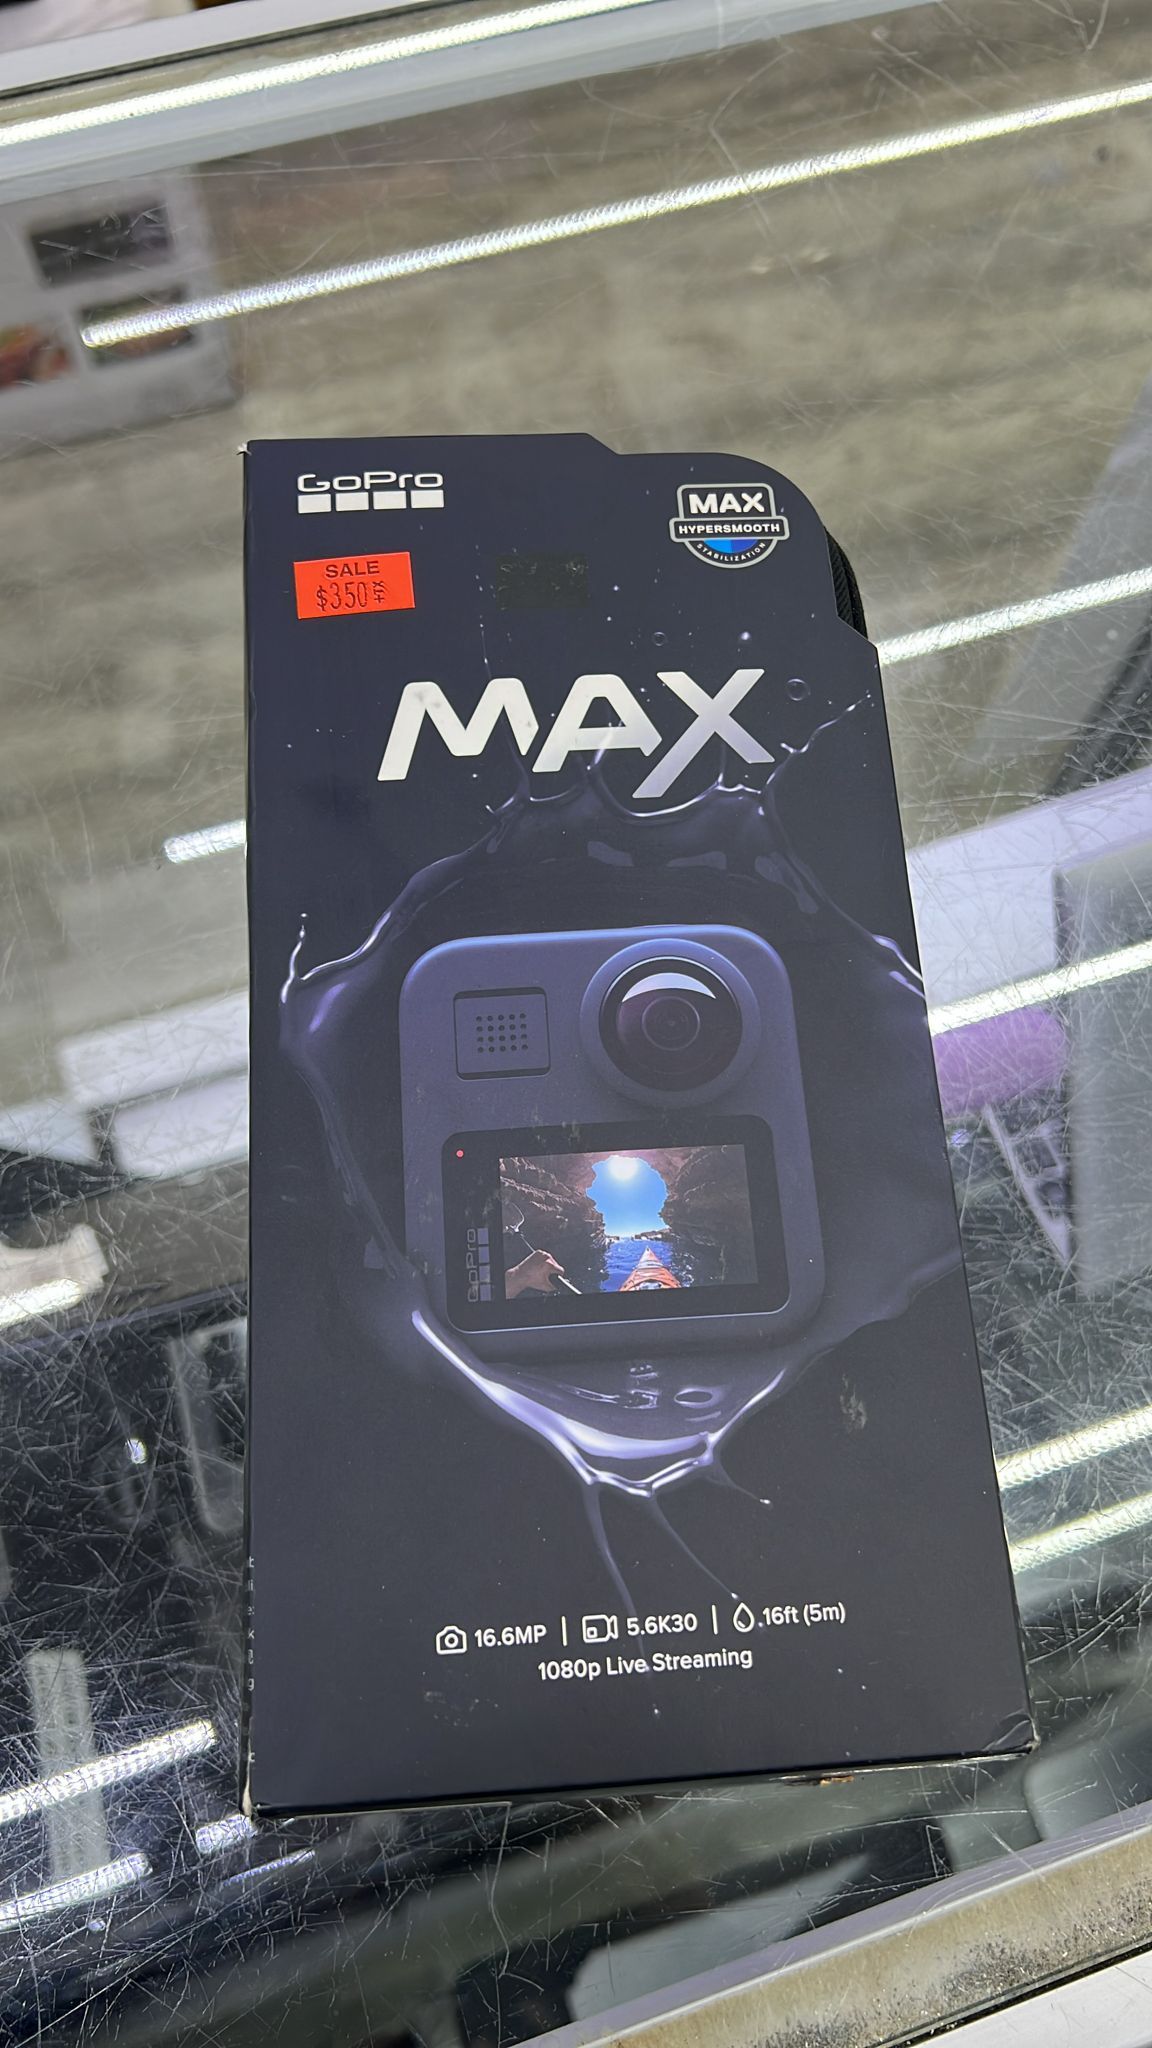 GoPro
MAX
HYPERSMOOTH
STABILIZATION
SALE
$350
MAX
GoPro
16.6MP | 5.6K30 | 16ft (5m)
1080p Live Streaming